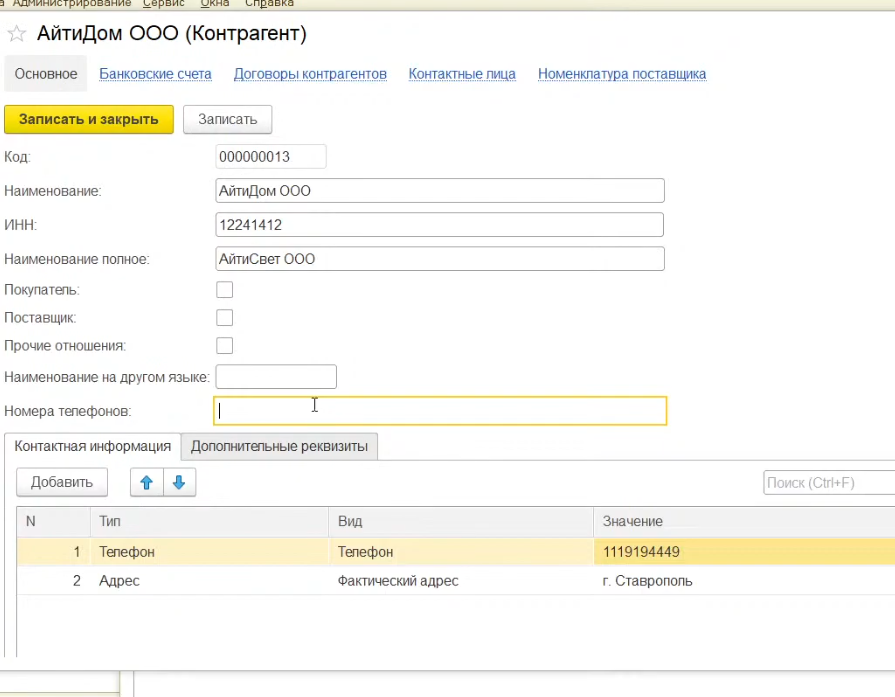 а Администрирование Сервис Окна Справка
АйтиДом ООО (Контрагент)
Основное Банковские счета Договоры контрагентов Контактные лица Номенклатура поставщика
Записать и закрыть Записать
Код: 000000013
Наименование: АйтиДом ООО
ИНН: 12241412
Наименование полное: АйтиСвет ООО
Покупатель:
Поставщик:
Прочие отношения:
Наименование на другом языке:
Номера телефонов:
Контактная информация Дополнительные реквизиты
Добавить Поиск (Ctrl+F)
N Тип Вид Значение
1 Телефон Телефон 1119194449
2 Адрес Фактический адрес г. Ставрополь